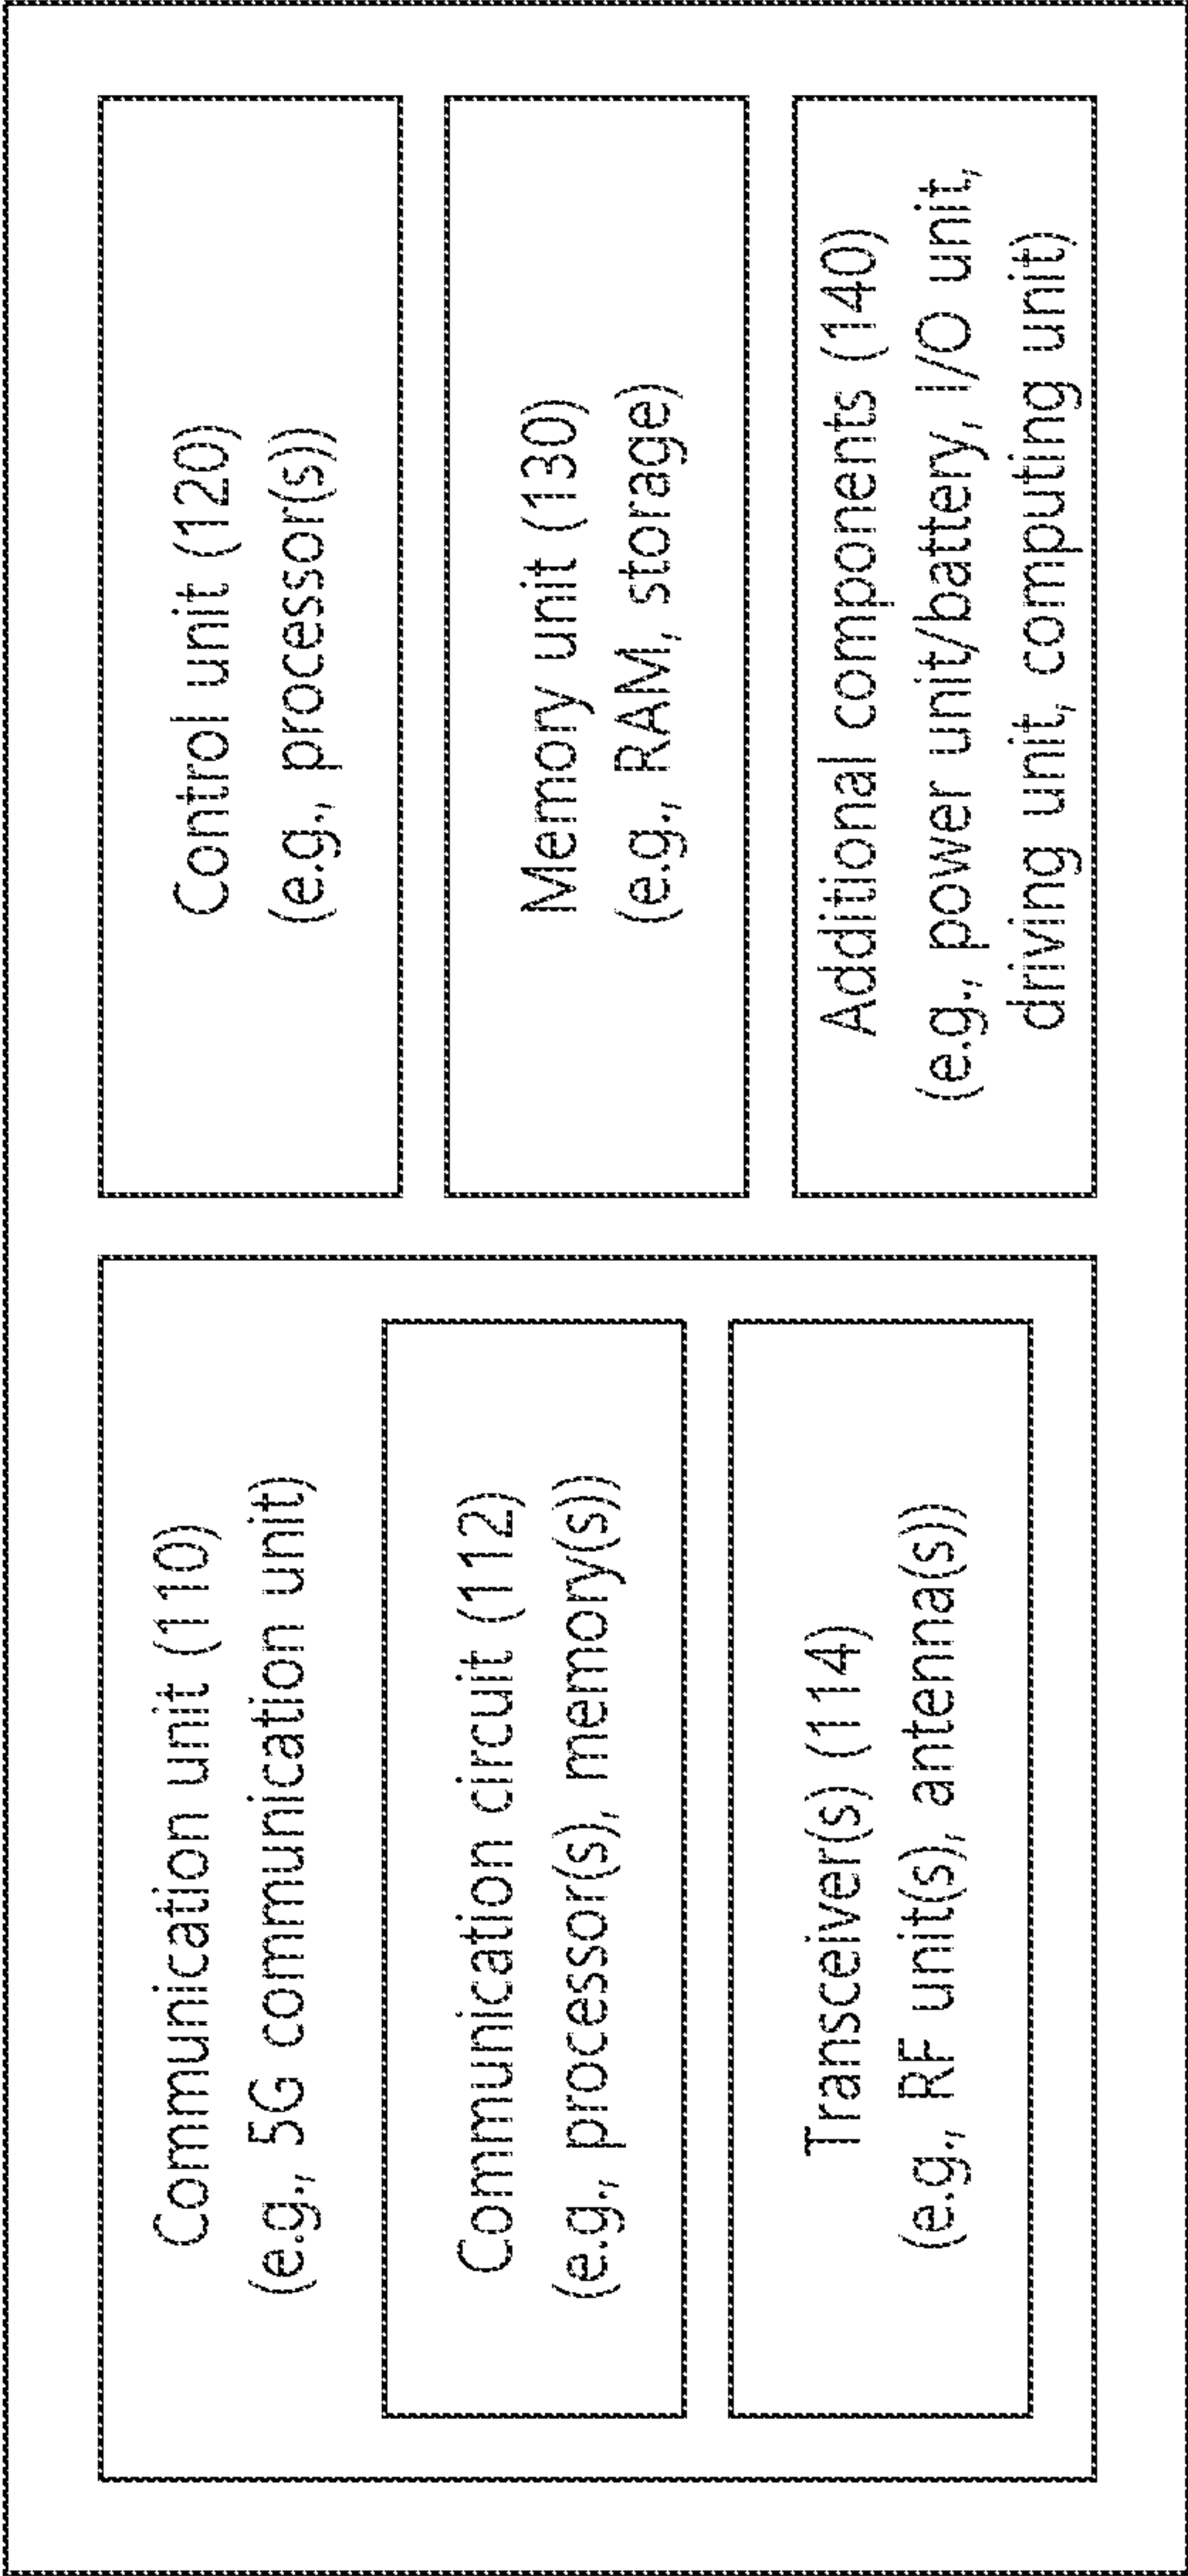 Communication unit (110)
(e.g., 5G communication unit)
Communication circuit (112)
(e.g., processor(s), memory(s))
Transceiver(s) (114)
(e.g., RF unit(s), antenna(s))
Control unit (120)
(e.g., processor(s))
Memory unit (130)
(e.g., RAM, storage)
Additional components (140)
(e.g., power unit/battery, I/O unit,
driving unit, computing unit)